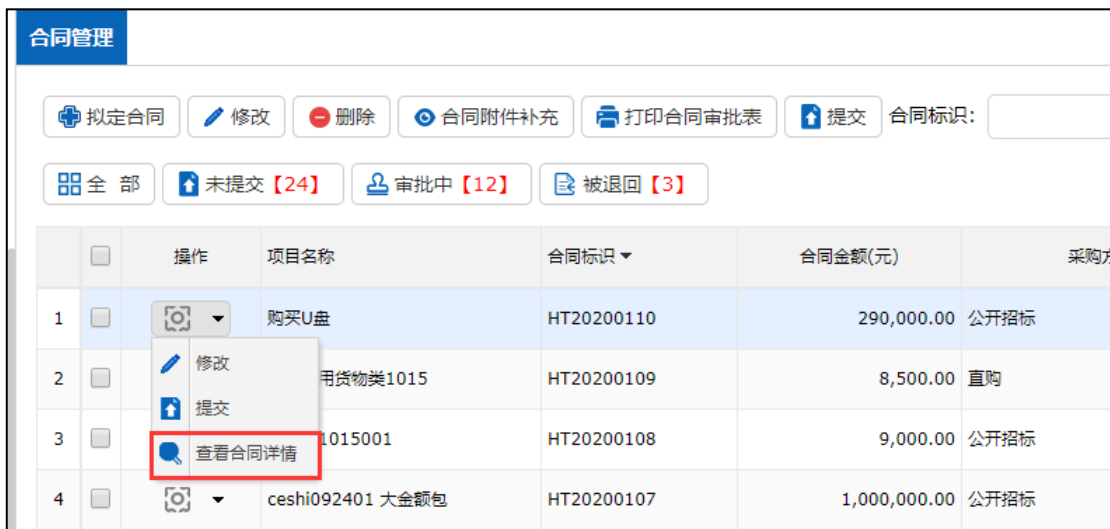 合同管理
拟定合同 修改 删除 合同附件补充 打印合同审批表 提交 合同标识：
全 部 未提交【24】 审批中【12】 被退回【3】
操作 项目名称 合同标识 合同金额(元) 采购
1 购买U盘 HT20200110 290,000.00 公开招标
修改
2 用货物类1015 HT20200109 8,500.00 直购
提交
3 1015001 HT20200108 9,000.00 公开招标
查看合同详情
4 ceshi092401 大金额包 HT20200107 1,000,000.00 公开招标